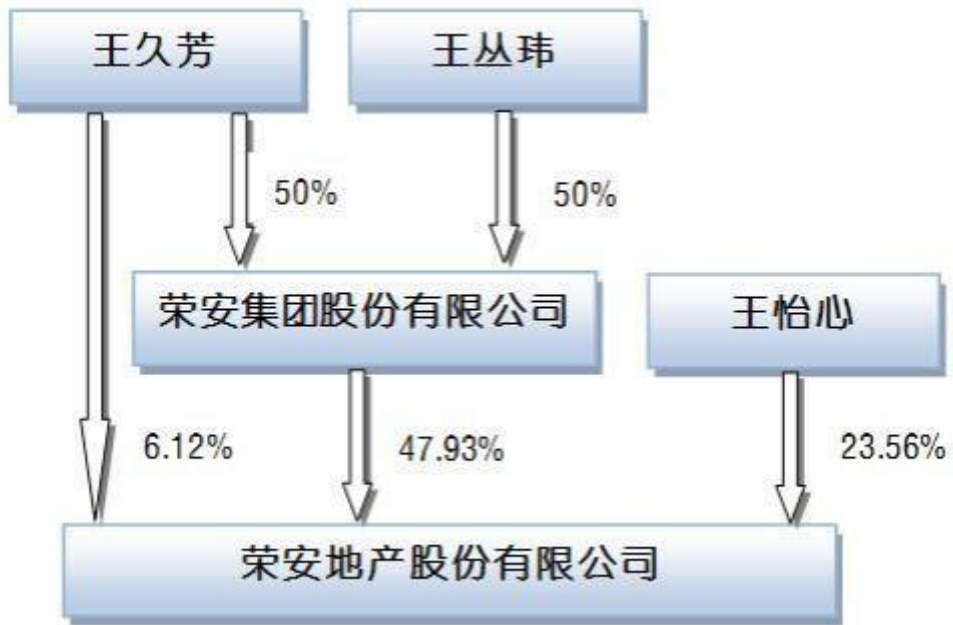 王久芳
王丛玮
50%
50%
荣安集团股份有限公司
王怡心
6.12%
47.93%
23.56%
荣安地产股份有限公司